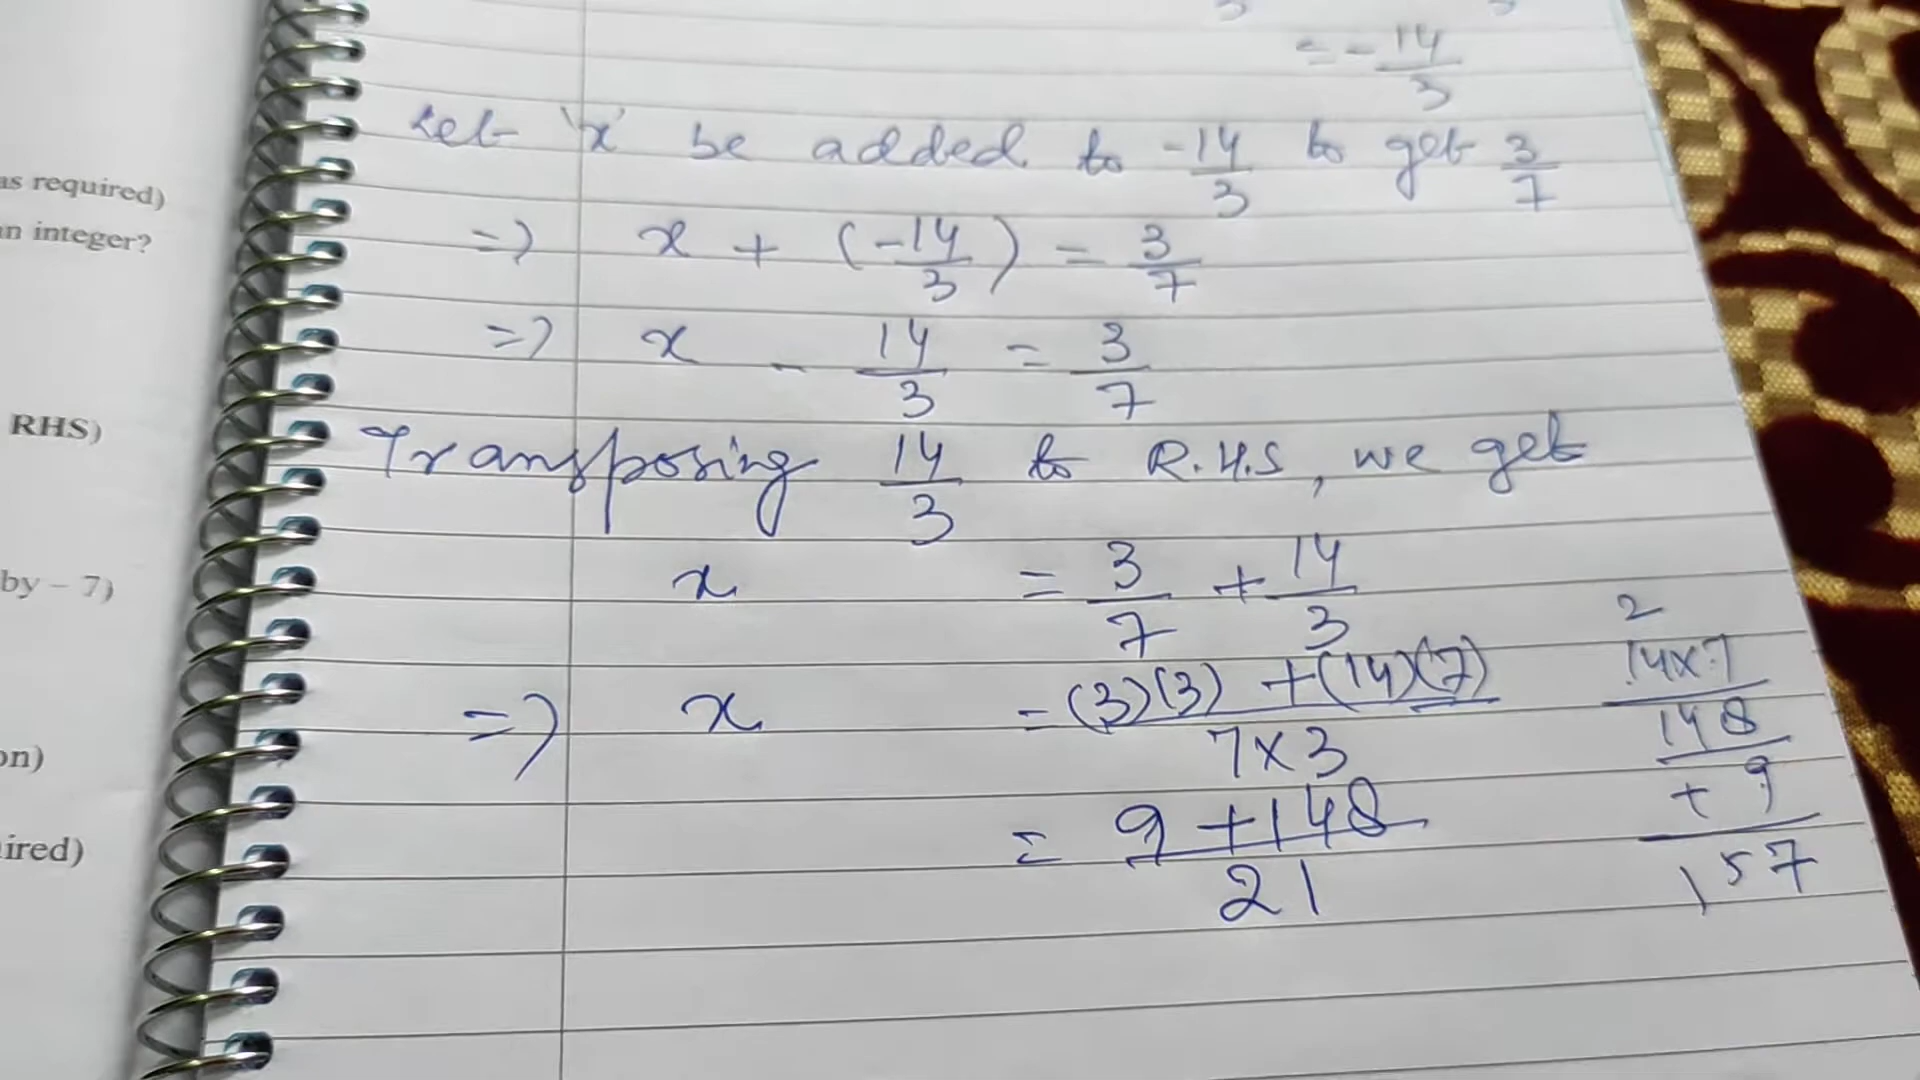 = - 14/3
Let 'x' be added to -14/3 to get 3/7
=> x + (-14/3) = 3/7
=> x - 14/3 = 3/7
Transposing 14/3 to R.H.S, we get
x = 3/7 + 14/3
=> x = (3)(3) + (14)(7) / 7 x 3
= 9 + 148 / 21
2
14x7
148
+ 9
157
as required)
an integer?
RHS)
by – 7)
on)
ired)